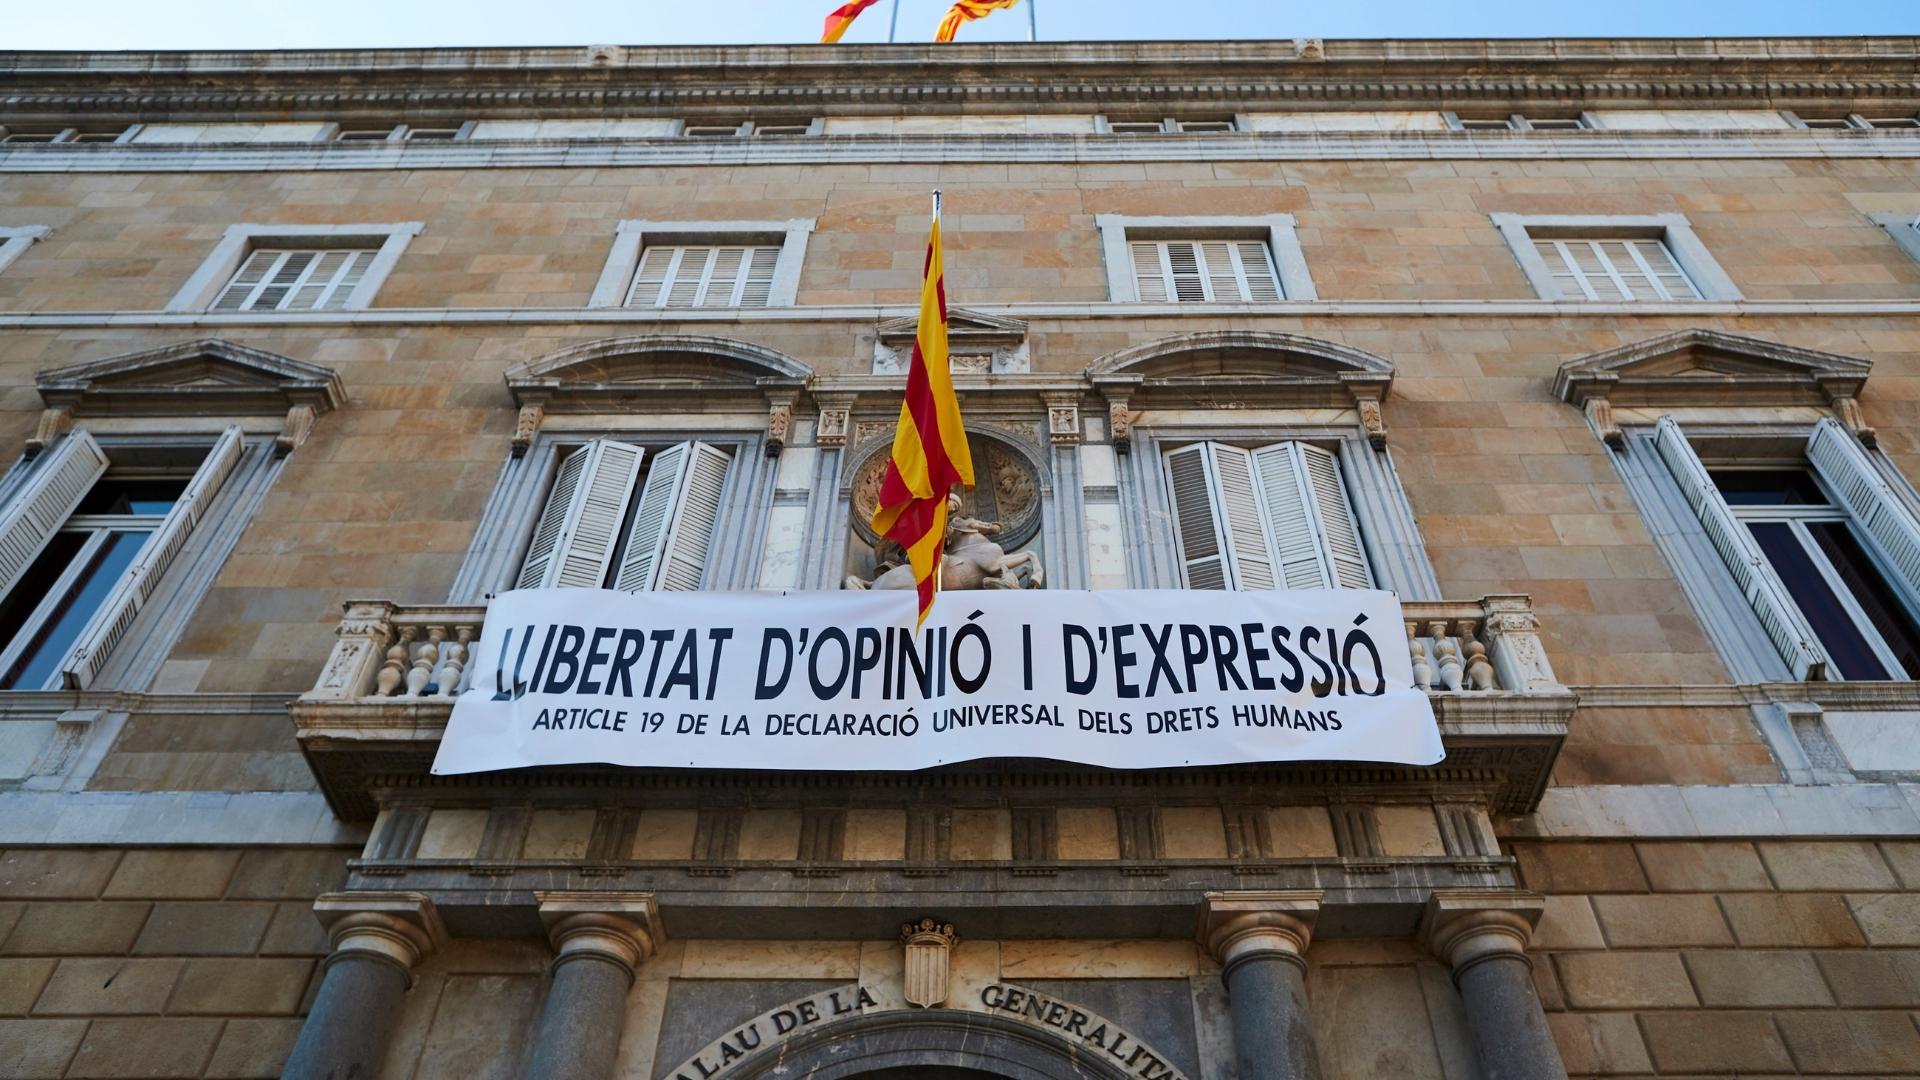 LLIBERTAT D'OPINIÓ I D'EXPRESSIÓ
ARTICLE 19 DE LA DECLARACIÓ UNIVERSAL DELS DRETS HUMANS
ALAU DE LA GENERALITA